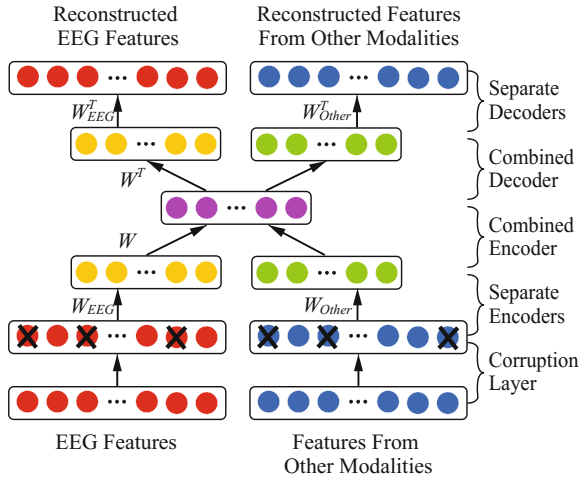 Reconstructed
EEG Features
Reconstructed Features
From Other Modalities
...
...
Separate
Decoders
W^T_EEG
W^T_Other
...
...
Combined
Decoder
W^T
...
W
Combined
Encoder
...
...
W_EEG
W_Other
Separate
Encoders
...
...
Corruption
Layer
...
...
EEG Features
Features From
Other Modalities